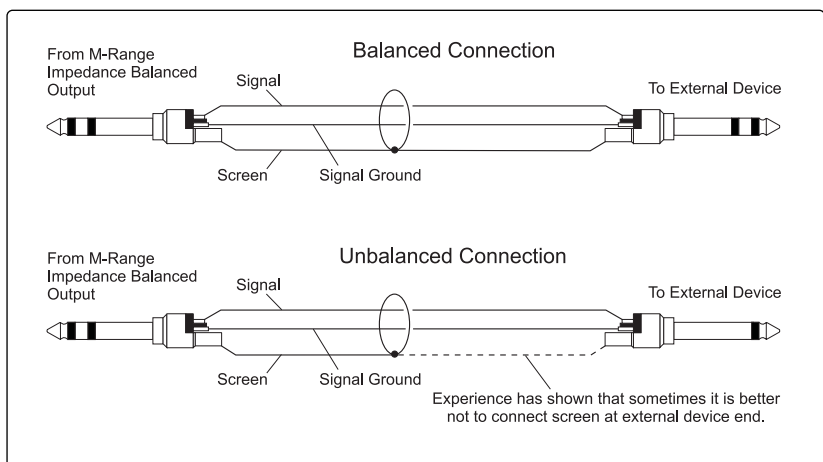 Balanced Connection
From M-Range
Impedance Balanced
Output
Signal
To External Device
Screen
Signal Ground
Unbalanced Connection
From M-Range
Impedance Balanced
Output
Signal
To External Device
Screen
Signal Ground
Experience has shown that sometimes it is better
not to connect screen at external device end.